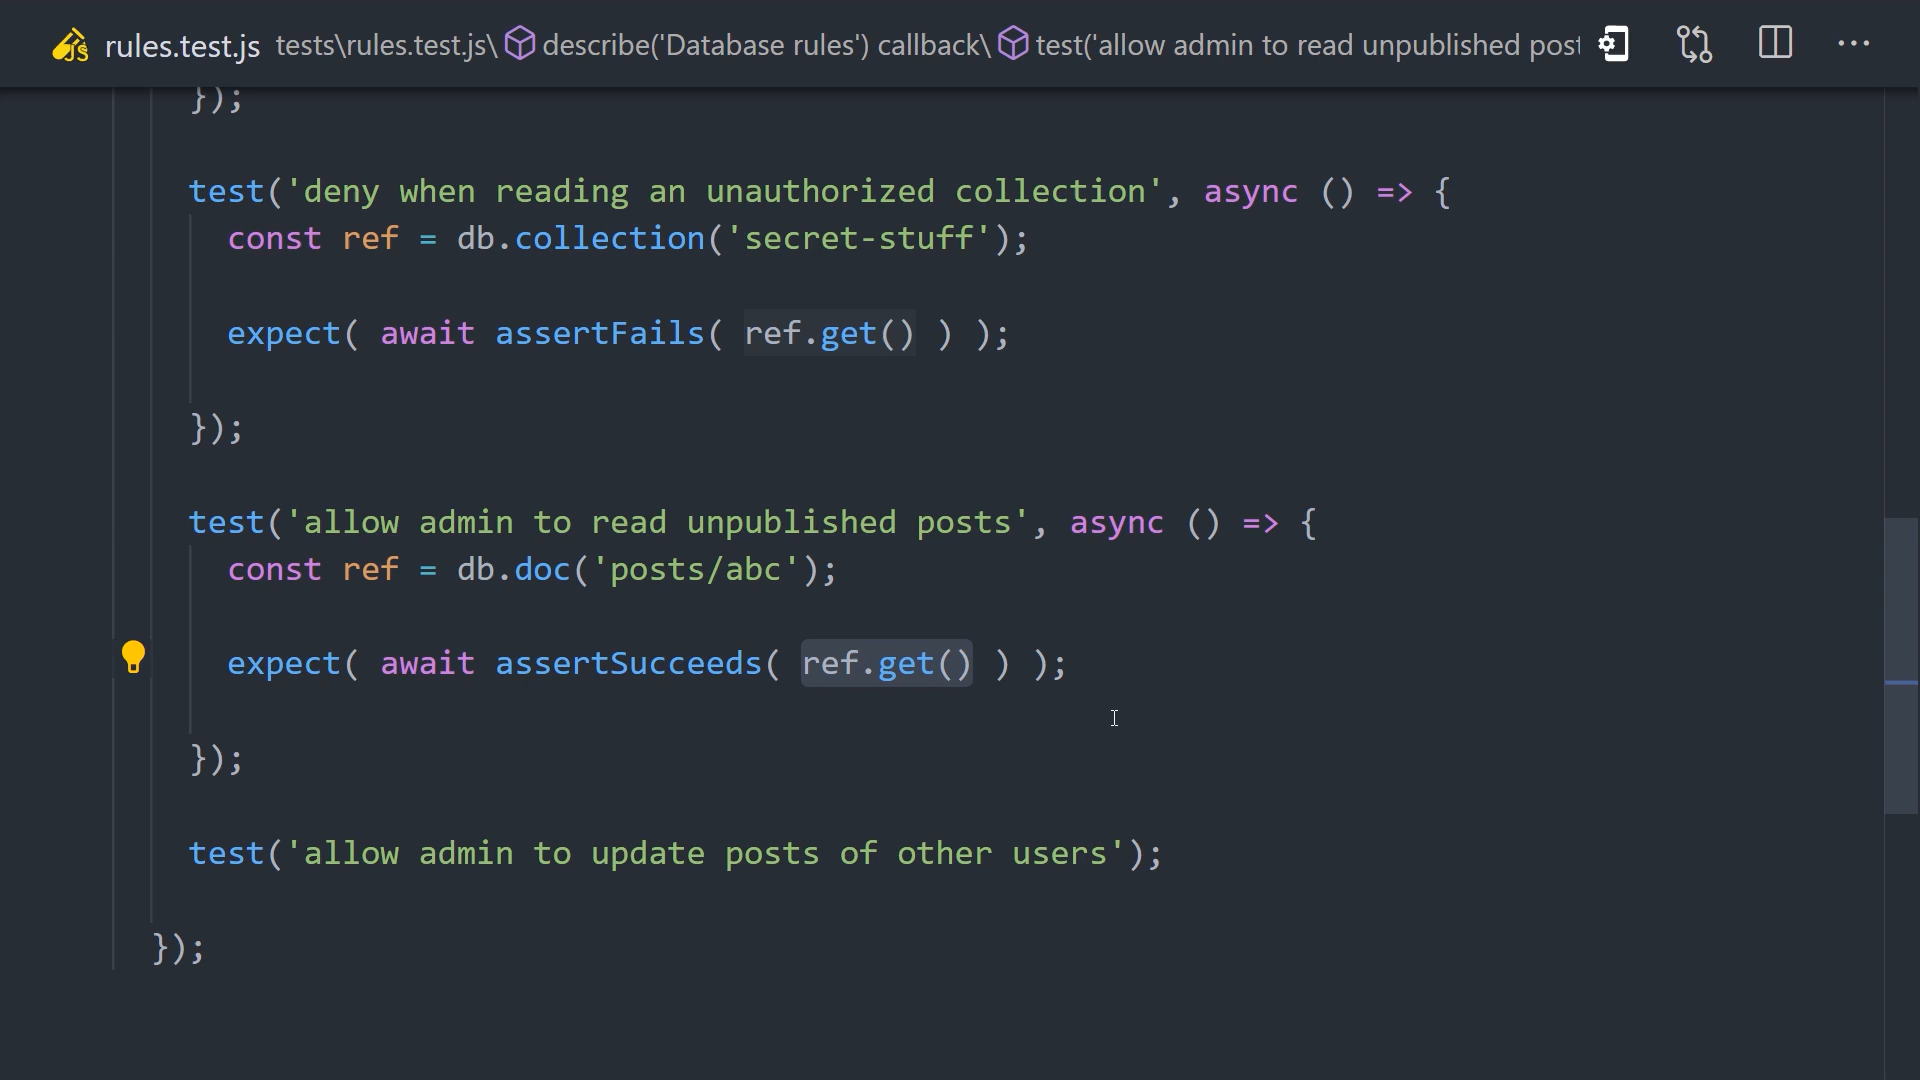 rules.test.js tests\rules.test.js\ describe('Database rules') callback\ test('allow admin to read unpublished post
});
test('deny when reading an unauthorized collection', async () => {
const ref = db.collection('secret-stuff');
expect( await assertFails( ref.get() ) );
});
test('allow admin to read unpublished posts', async () => {
const ref = db.doc('posts/abc');
expect( await assertSucceeds( ref.get() ) );
});
test('allow admin to update posts of other users');
});